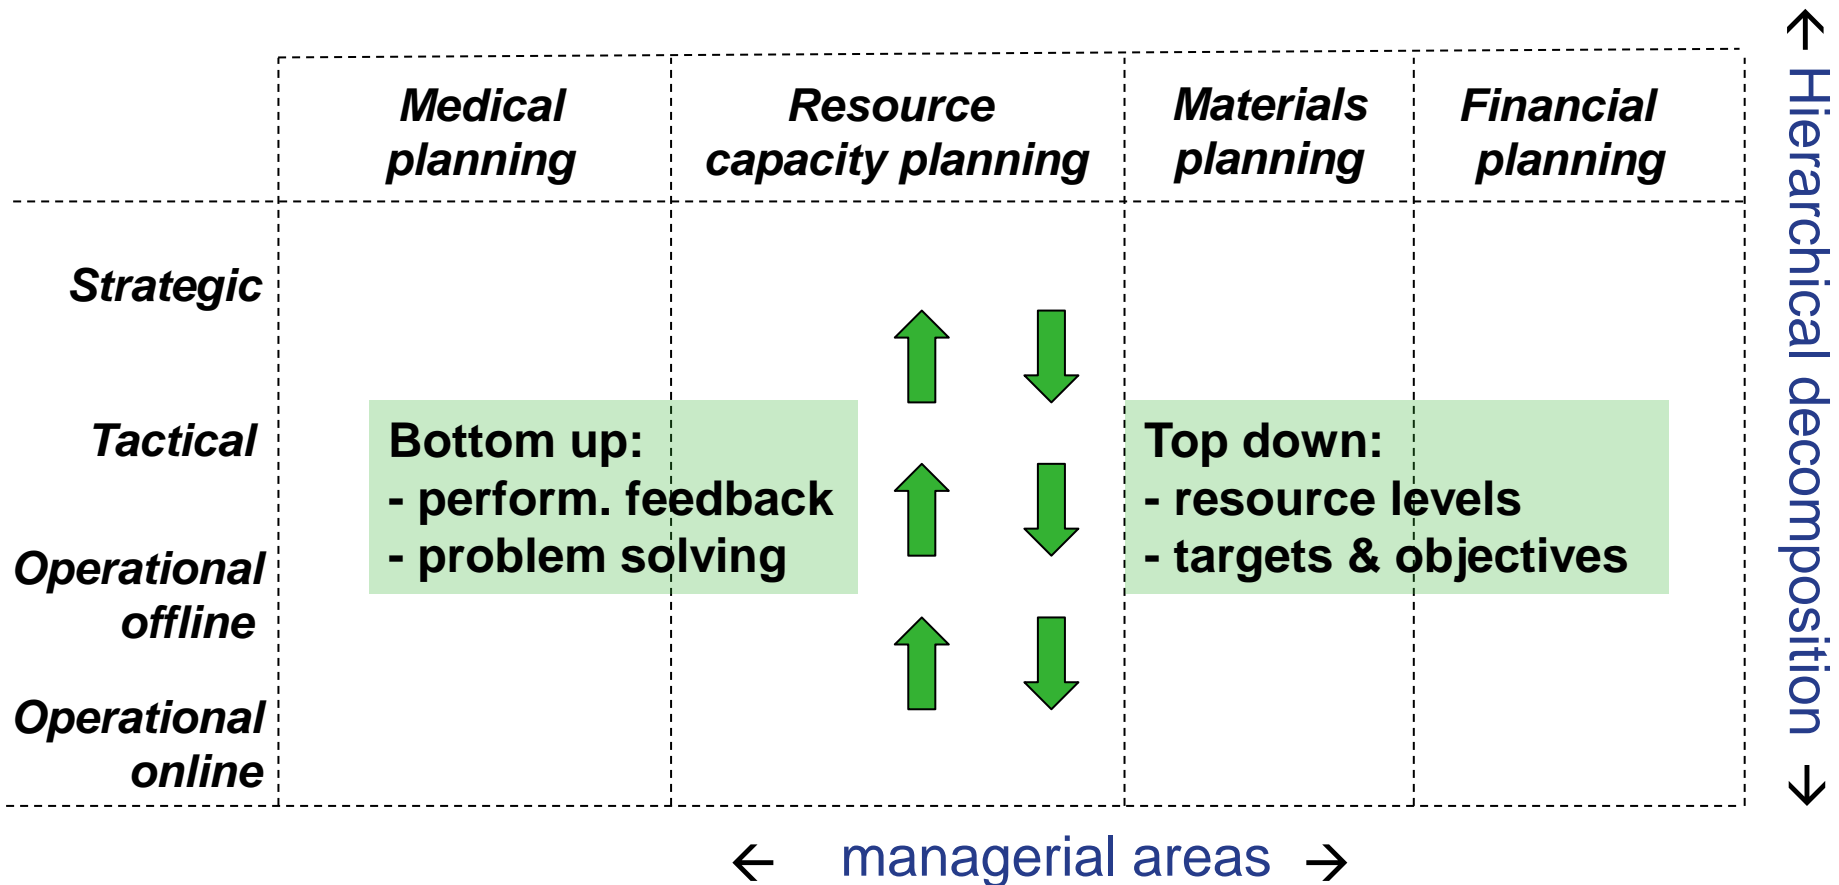 Medical
planning
Resource
capacity planning
Materials
planning
Financial
planning
Strategic
Tactical
Operational
offline
Operational
online
Bottom up:
- perform. feedback
- problem solving
Top down:
- resource levels
- targets & objectives
← managerial areas →
← Hierarchical decomposition →